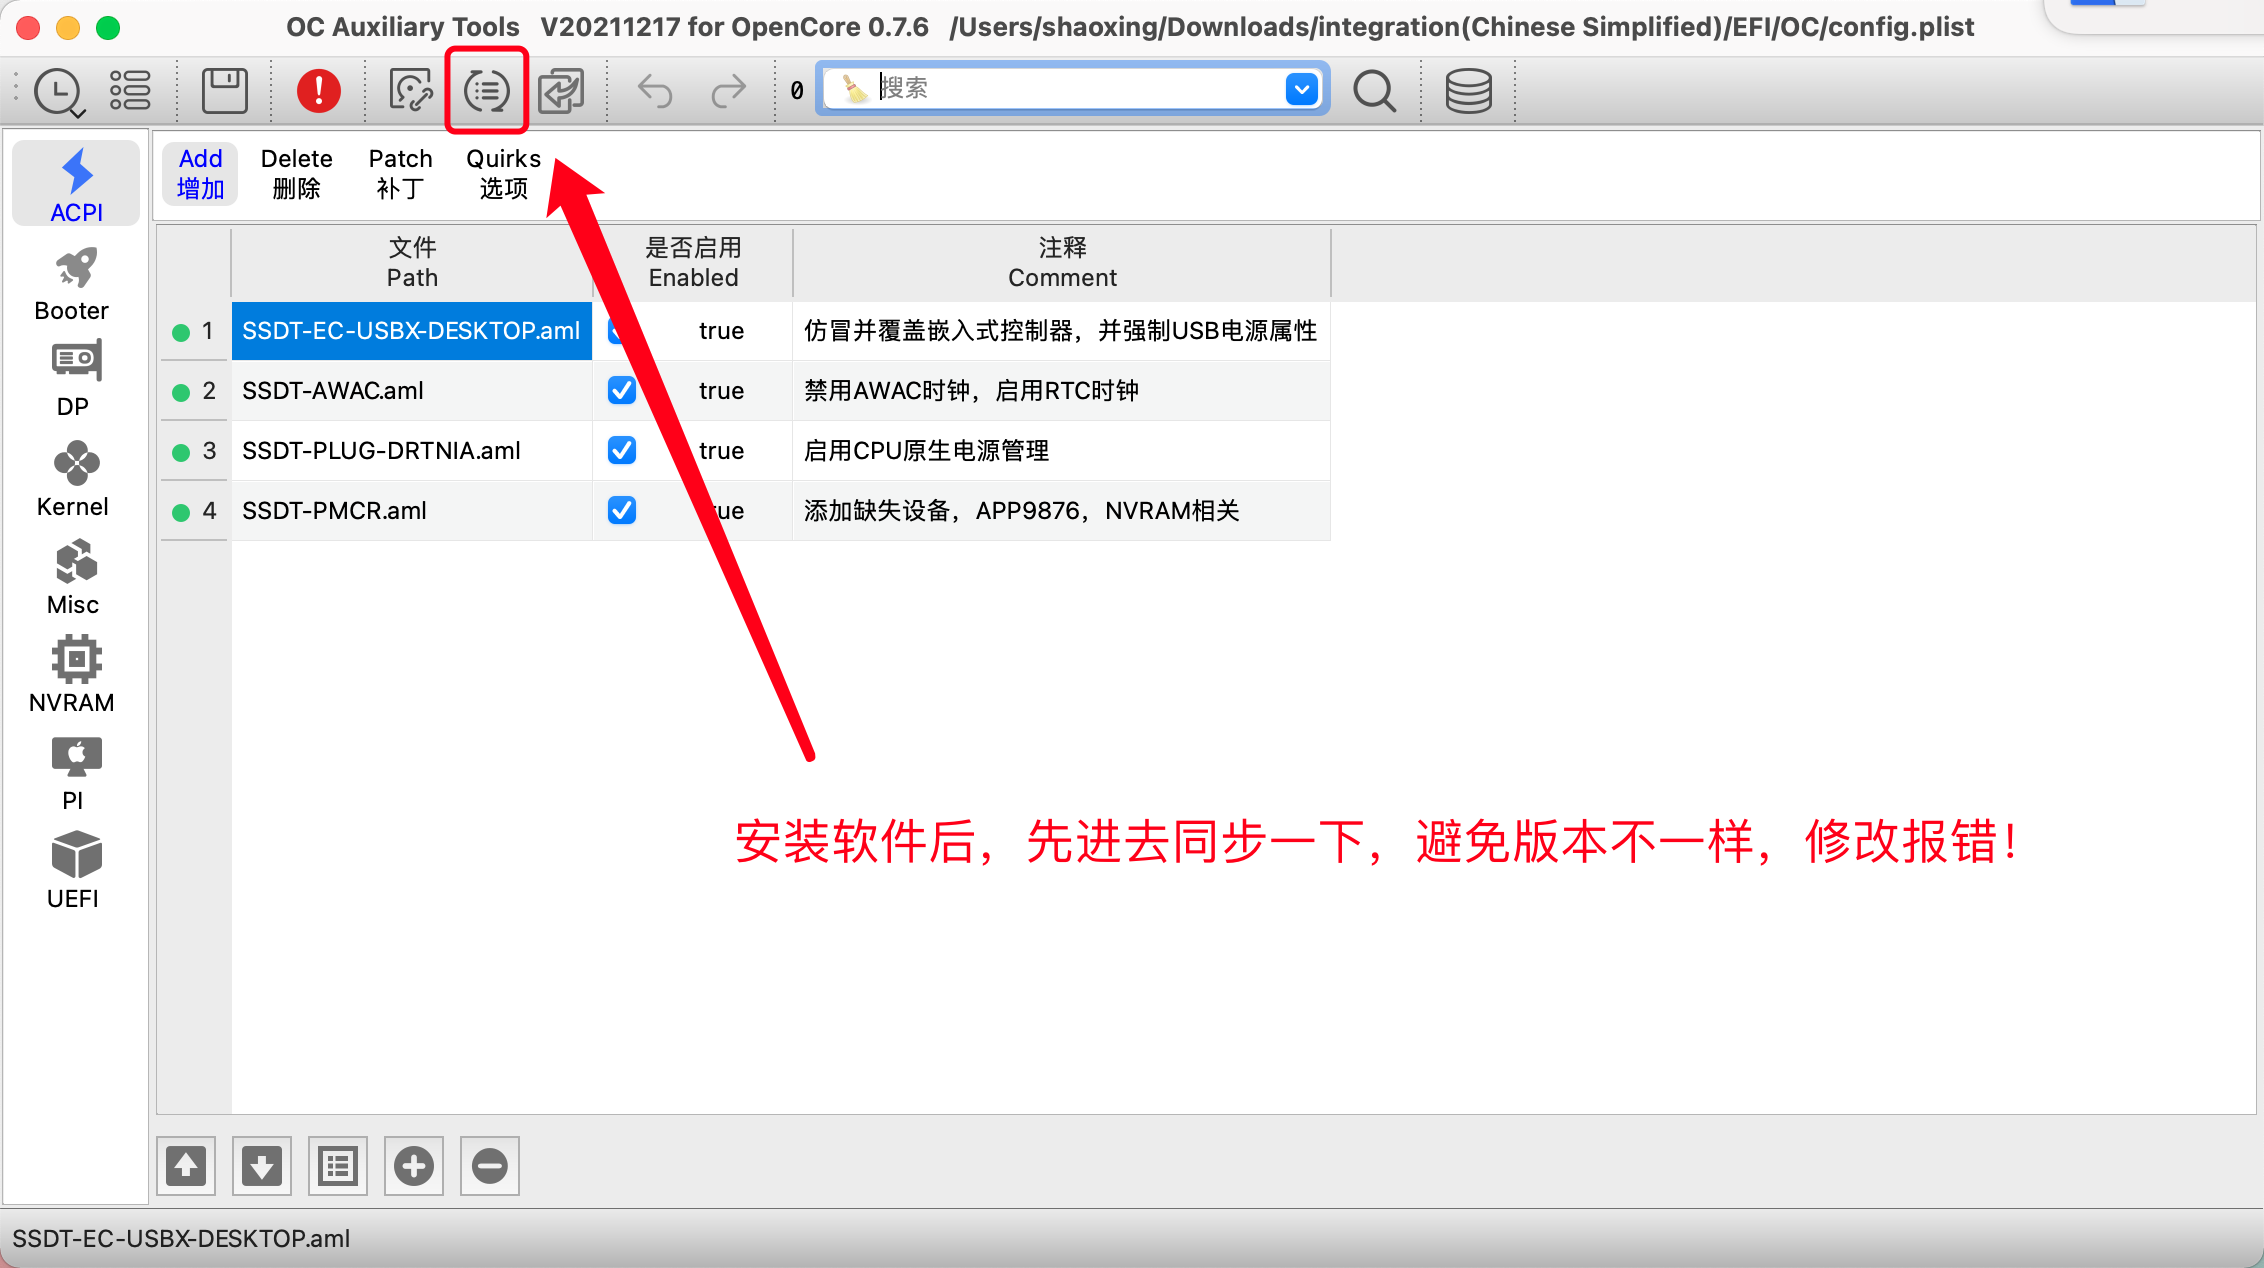 OC Auxiliary Tools   V20211217 for OpenCore 0.7.6   /Users/shaoxing/Downloads/integration(Chinese Simplified)/EFI/OC/config.plist
0
搜索
ACPI
Booter
DP
Kernel
Misc
NVRAM
PI
UEFI
Add
增加
Delete
删除
Patch
补丁
Quirks
选项
文件
Path
是否启用
Enabled
注释
Comment
1 SSDT-EC-USBX-DESKTOP.aml true 仿冒并覆盖嵌入式控制器，并强制USB电源属性
2 SSDT-AWAC.aml true 禁用AWAC时钟，启用RTC时钟
3 SSDT-PLUG-DRTNIA.aml true 启用CPU原生电源管理
4 SSDT-PMCR.aml true 添加缺失设备，APP9876，NVRAM相关
安装软件后，先进去同步一下，避免版本不一样，修改报错！
SSDT-EC-USBX-DESKTOP.aml